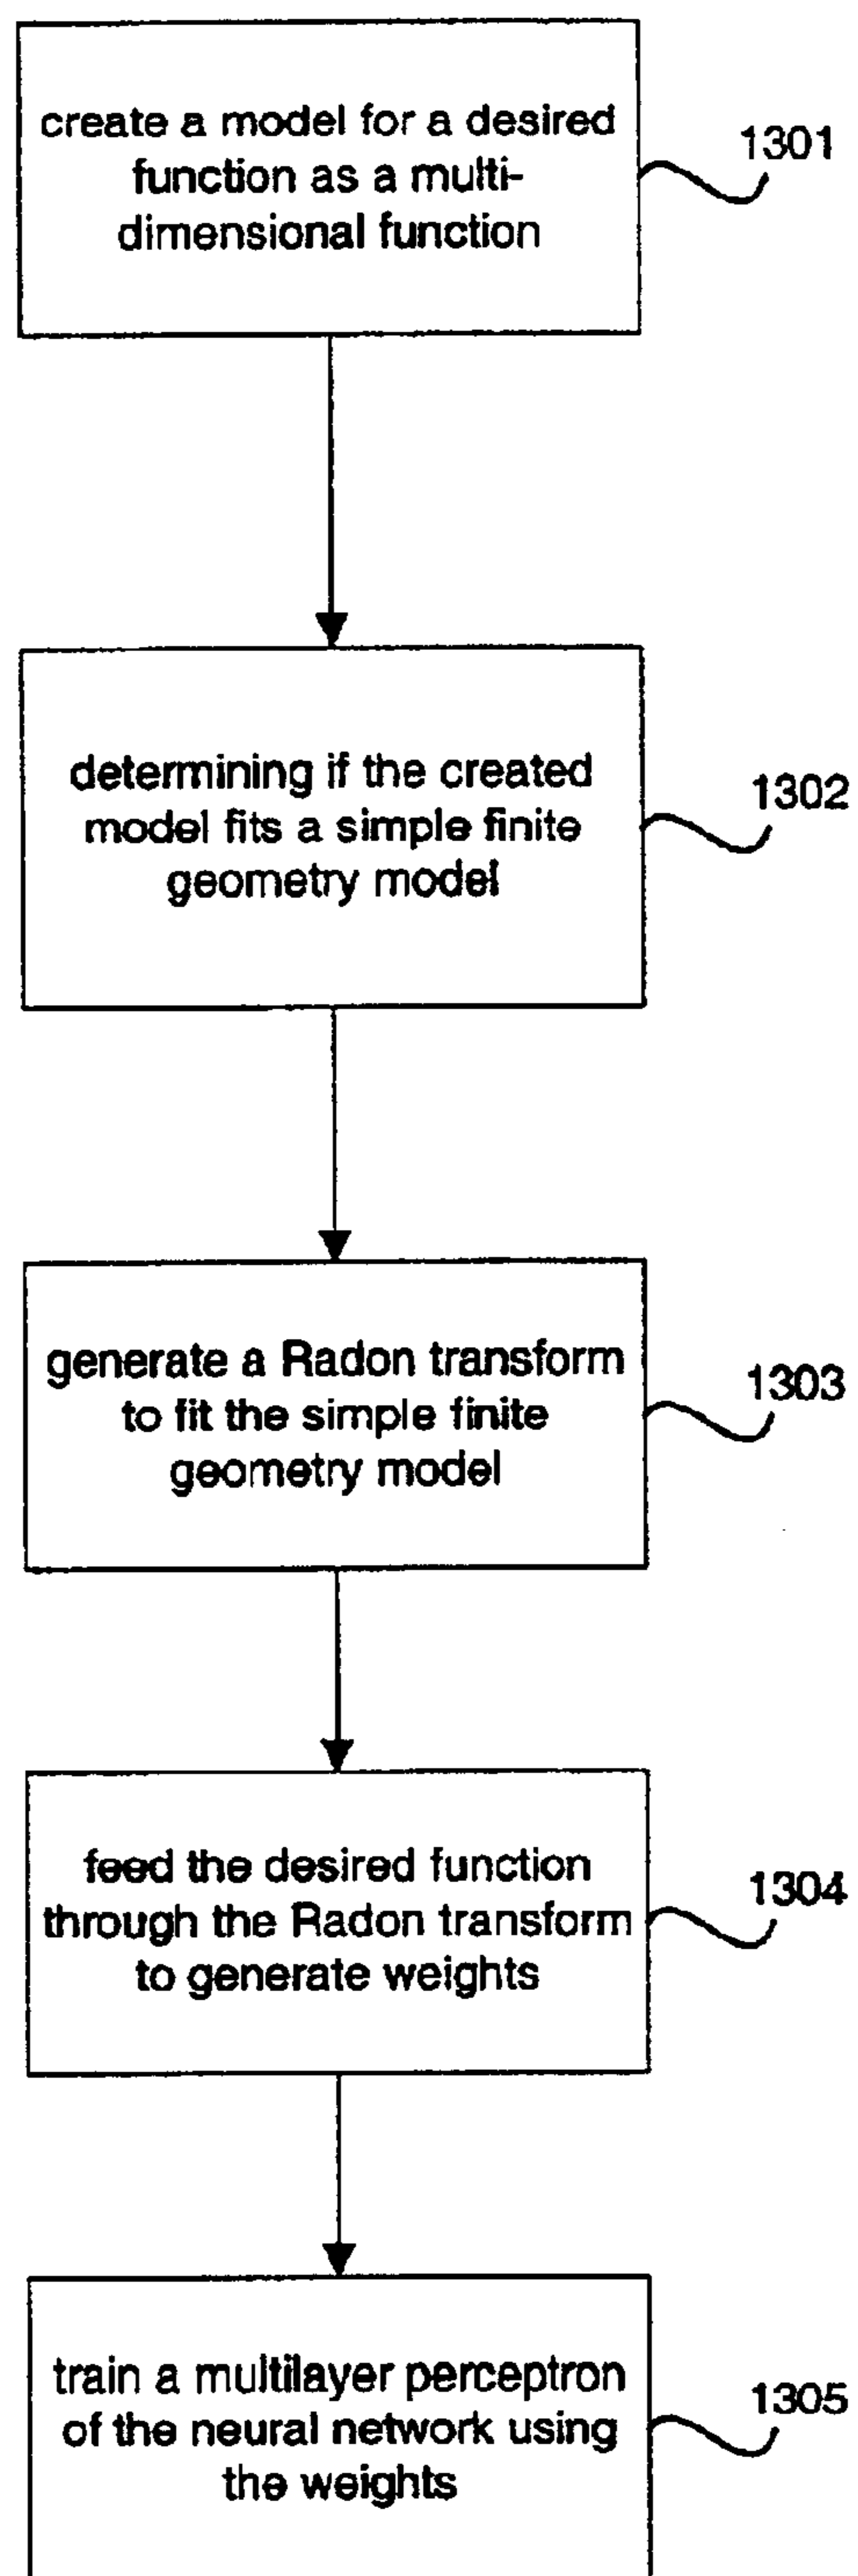 create a model for a desired
function as a multi-
dimensional function
1301
determining if the created
model fits a simple finite
geometry model
1302
generate a Radon transform
to fit the simple finite
geometry model
1303
feed the desired function
through the Radon transform
to generate weights
1304
train a multilayer perceptron
of the neural network using
the weights
1305